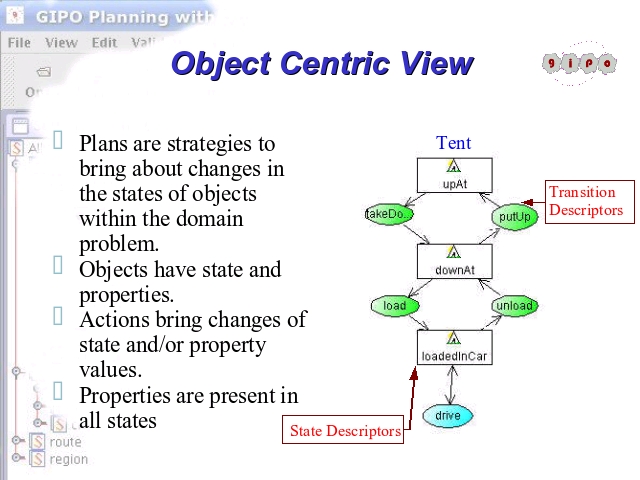 GIPO Planning with
File View Edit
Object Centric View
gipo
Plans are strategies to
bring about changes in
the states of objects
within the domain
problem.
Objects have state and
properties.
Actions bring changes of
state and/or property
values.
Properties are present in
all states
Tent
upAt
takeDo..
putUp
Transition
Descriptors
downAt
load
unload
loadedInCar
drive
State Descriptors
route
region